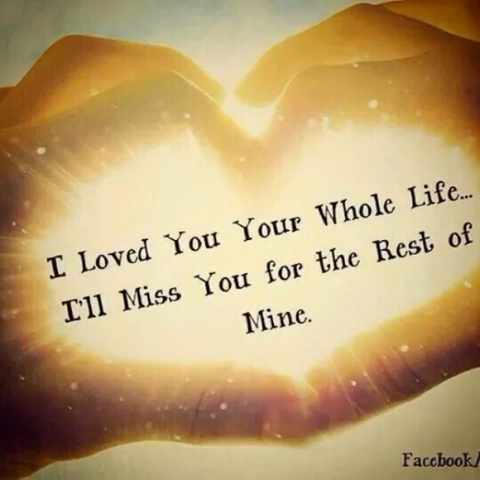 I Loved You Your Whole Life...
I'll Miss You for the Rest of
Mine.
Facebook/